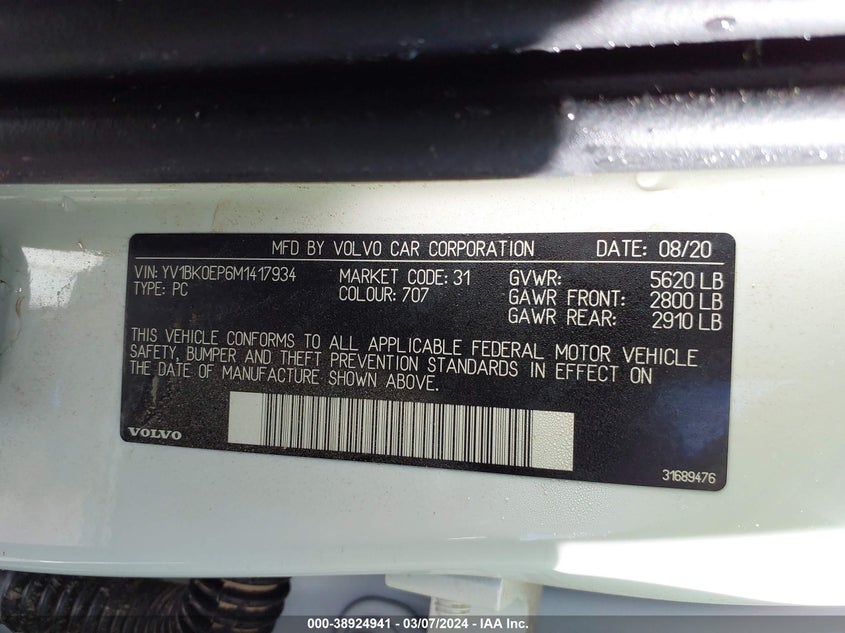 MFD BY VOLVO CAR CORPORATION DATE: 08/20
VIN: YV1BK0EP6M1417934 MARKET CODE: 31 GVWR: 5620 LB
TYPE: PC COLOUR: 707 GAWR FRONT: 2800 LB
GAWR REAR: 2910 LB
THIS VEHICLE CONFORMS TO ALL APPLICABLE FEDERAL MOTOR VEHICLE
SAFETY, BUMPER AND THEFT PREVENTION STANDARDS IN EFFECT ON
THE DATE OF MANUFACTURE SHOWN ABOVE.
VOLVO
31689476
000-38924941 - 03/07/2024 - IAA Inc.